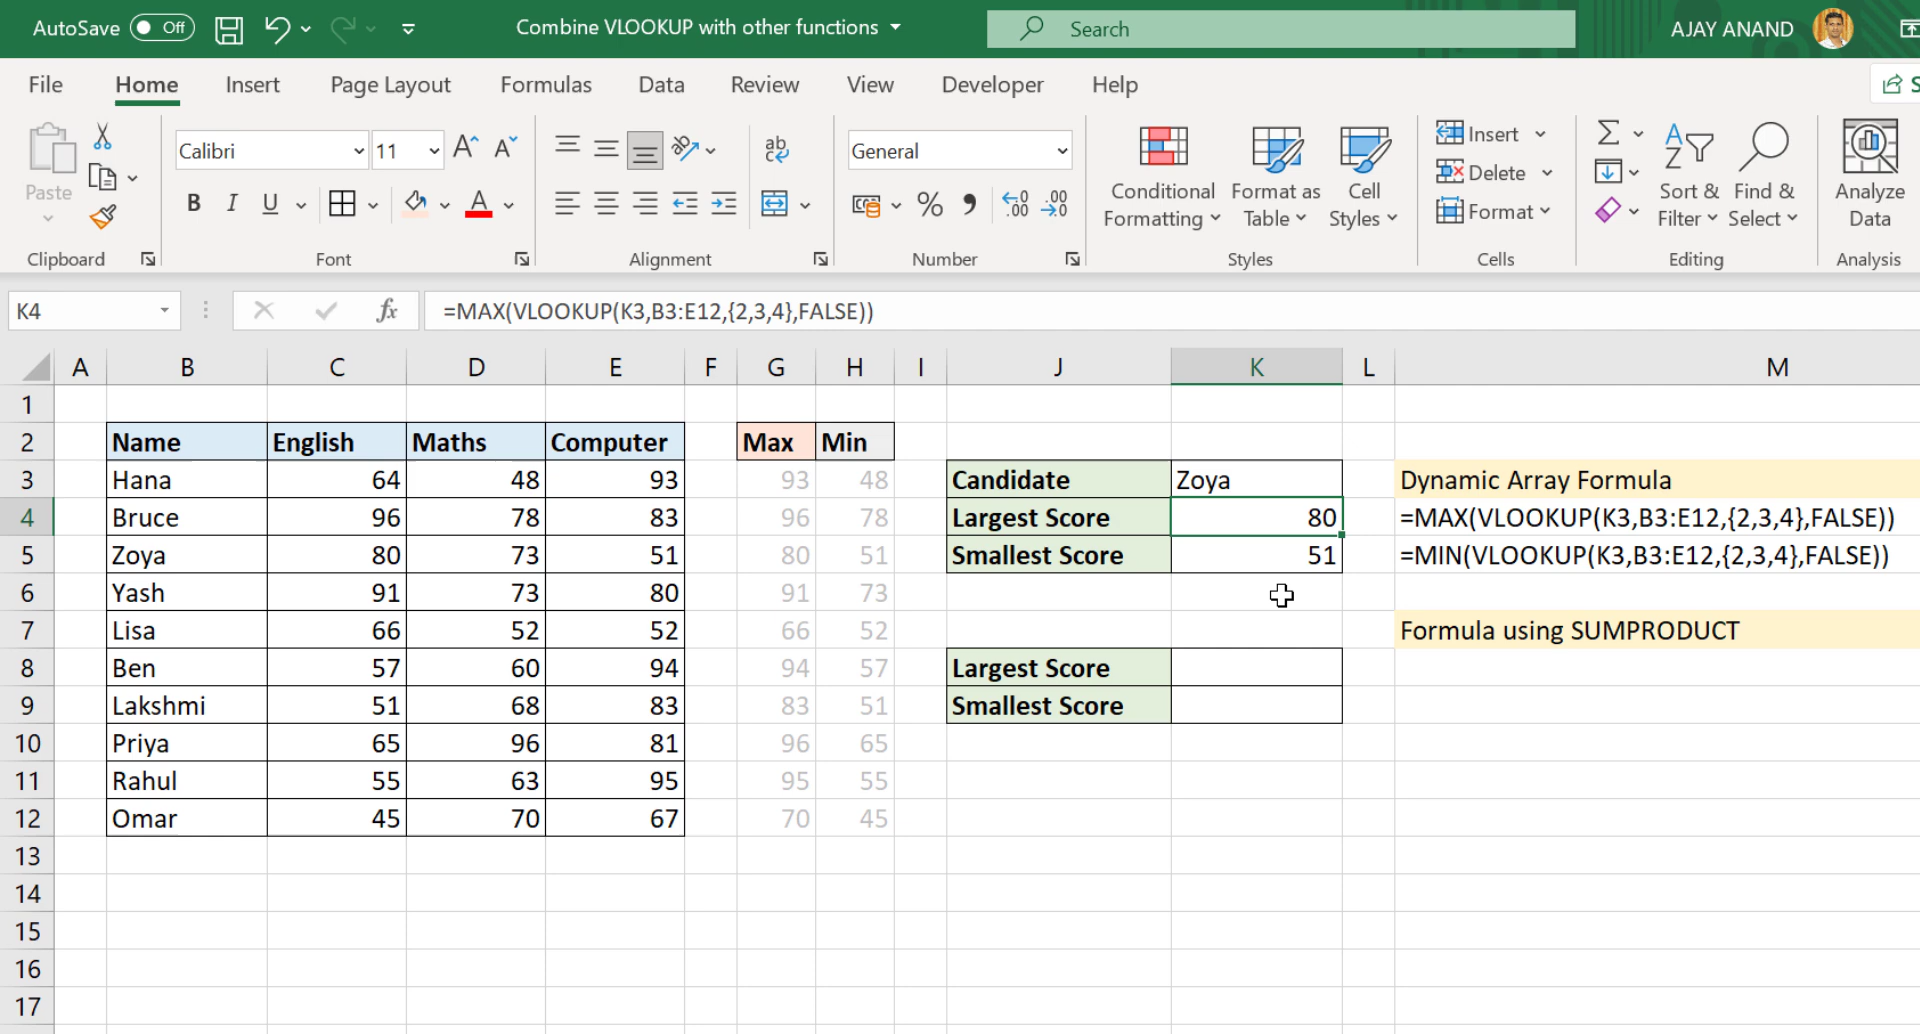 AutoSave Off Combine VLOOKUP with other functions Search AJAY ANAND
File Home Insert Page Layout Formulas Data Review View Developer Help S
Paste
Calibri 11
B I U A
ab
General
% .00 .00
Conditional Formatting
Format as Table
Cell Styles
Insert
Delete
Format
Sort & Filter
Find & Select
Analyze Data
Clipboard Font Alignment Number Styles Cells Editing Analysis
K4 fx =MAX(VLOOKUP(K3,B3:E12,{2,3,4},FALSE))
A B C D E F G H I J K L M
1
2 Name English Maths Computer Max Min
3 Hana 64 48 93 93 48 Candidate Zoya Dynamic Array Formula
4 Bruce 96 78 83 96 78 Largest Score 80 =MAX(VLOOKUP(K3,B3:E12,{2,3,4},FALSE))
5 Zoya 80 73 51 80 51 Smallest Score 51 =MIN(VLOOKUP(K3,B3:E12,{2,3,4},FALSE))
6 Yash 91 73 80 91 73
7 Lisa 66 52 52 66 52 Formula using SUMPRODUCT
8 Ben 57 60 94 94 57 Largest Score
9 Lakshmi 51 68 83 83 51 Smallest Score
10 Priya 65 96 81 96 65
11 Rahul 55 63 95 95 55
12 Omar 45 70 67 70 45
13
14
15
16
17